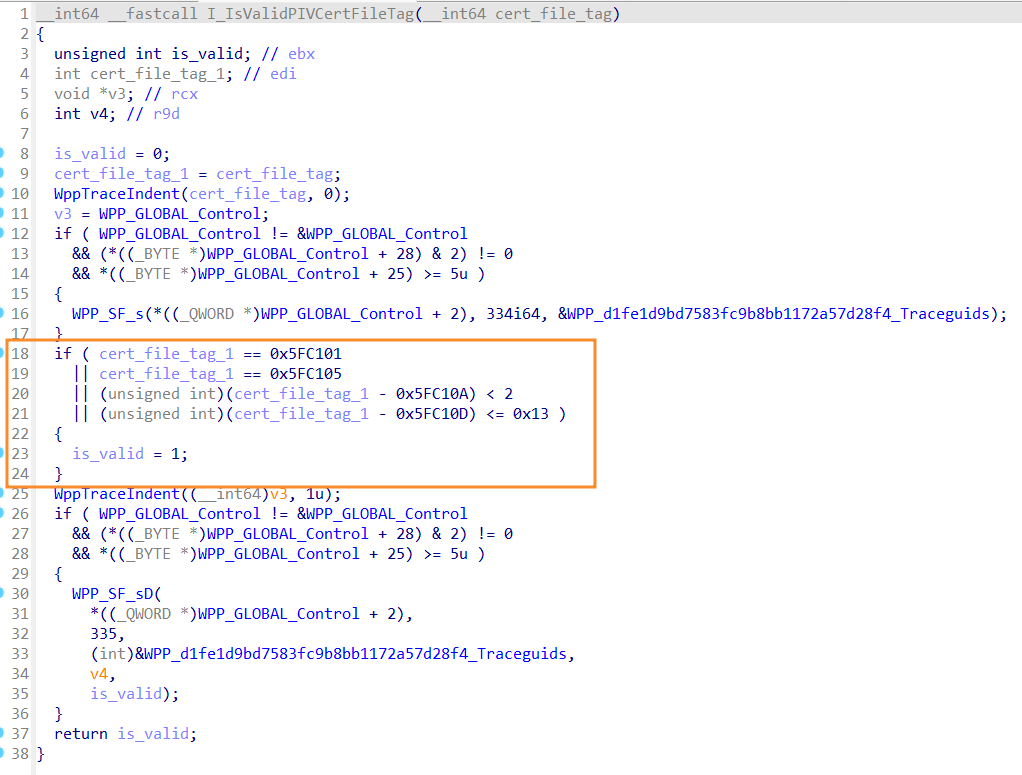 1 __int64 __fastcall I_IsValidPIVCertFileTag(__int64 cert_file_tag)
2 {
3 unsigned int is_valid; // ebx
4 int cert_file_tag_1; // edi
5 void *v3; // rcx
6 int v4; // r9d
7
8 is_valid = 0;
9 cert_file_tag_1 = cert_file_tag;
10 WppTraceIndent(cert_file_tag, 0);
11 v3 = WPP_GLOBAL_Control;
12 if ( WPP_GLOBAL_Control != &WPP_GLOBAL_Control
13 && (*((_BYTE *)WPP_GLOBAL_Control + 28) & 2) != 0
14 && *((_BYTE *)WPP_GLOBAL_Control + 25) >= 5u )
15 {
16 WPP_SF_s(*((_QWORD *)WPP_GLOBAL_Control + 2), 334i64, &WPP_d1fe1d9bd7583fc9b8bb1172a57d28f4_Traceguids);
17 }
18 if ( cert_file_tag_1 == 0x5FC101
19 || cert_file_tag_1 == 0x5FC105
20 || (unsigned int)(cert_file_tag_1 - 0x5FC10A) < 2
21 || (unsigned int)(cert_file_tag_1 - 0x5FC10D) <= 0x13 )
22 {
23 is_valid = 1;
24 }
25 WppTraceIndent((__int64)v3, 1u);
26 if ( WPP_GLOBAL_Control != &WPP_GLOBAL_Control
27 && (*((_BYTE *)WPP_GLOBAL_Control + 28) & 2) != 0
28 && *((_BYTE *)WPP_GLOBAL_Control + 25) >= 5u )
29 {
30 WPP_SF_sD(
31 *((_QWORD *)WPP_GLOBAL_Control + 2),
32 335,
33 (int)&WPP_d1fe1d9bd7583fc9b8bb1172a57d28f4_Traceguids,
34 v4,
35 is_valid);
36 }
37 return is_valid;
38 }